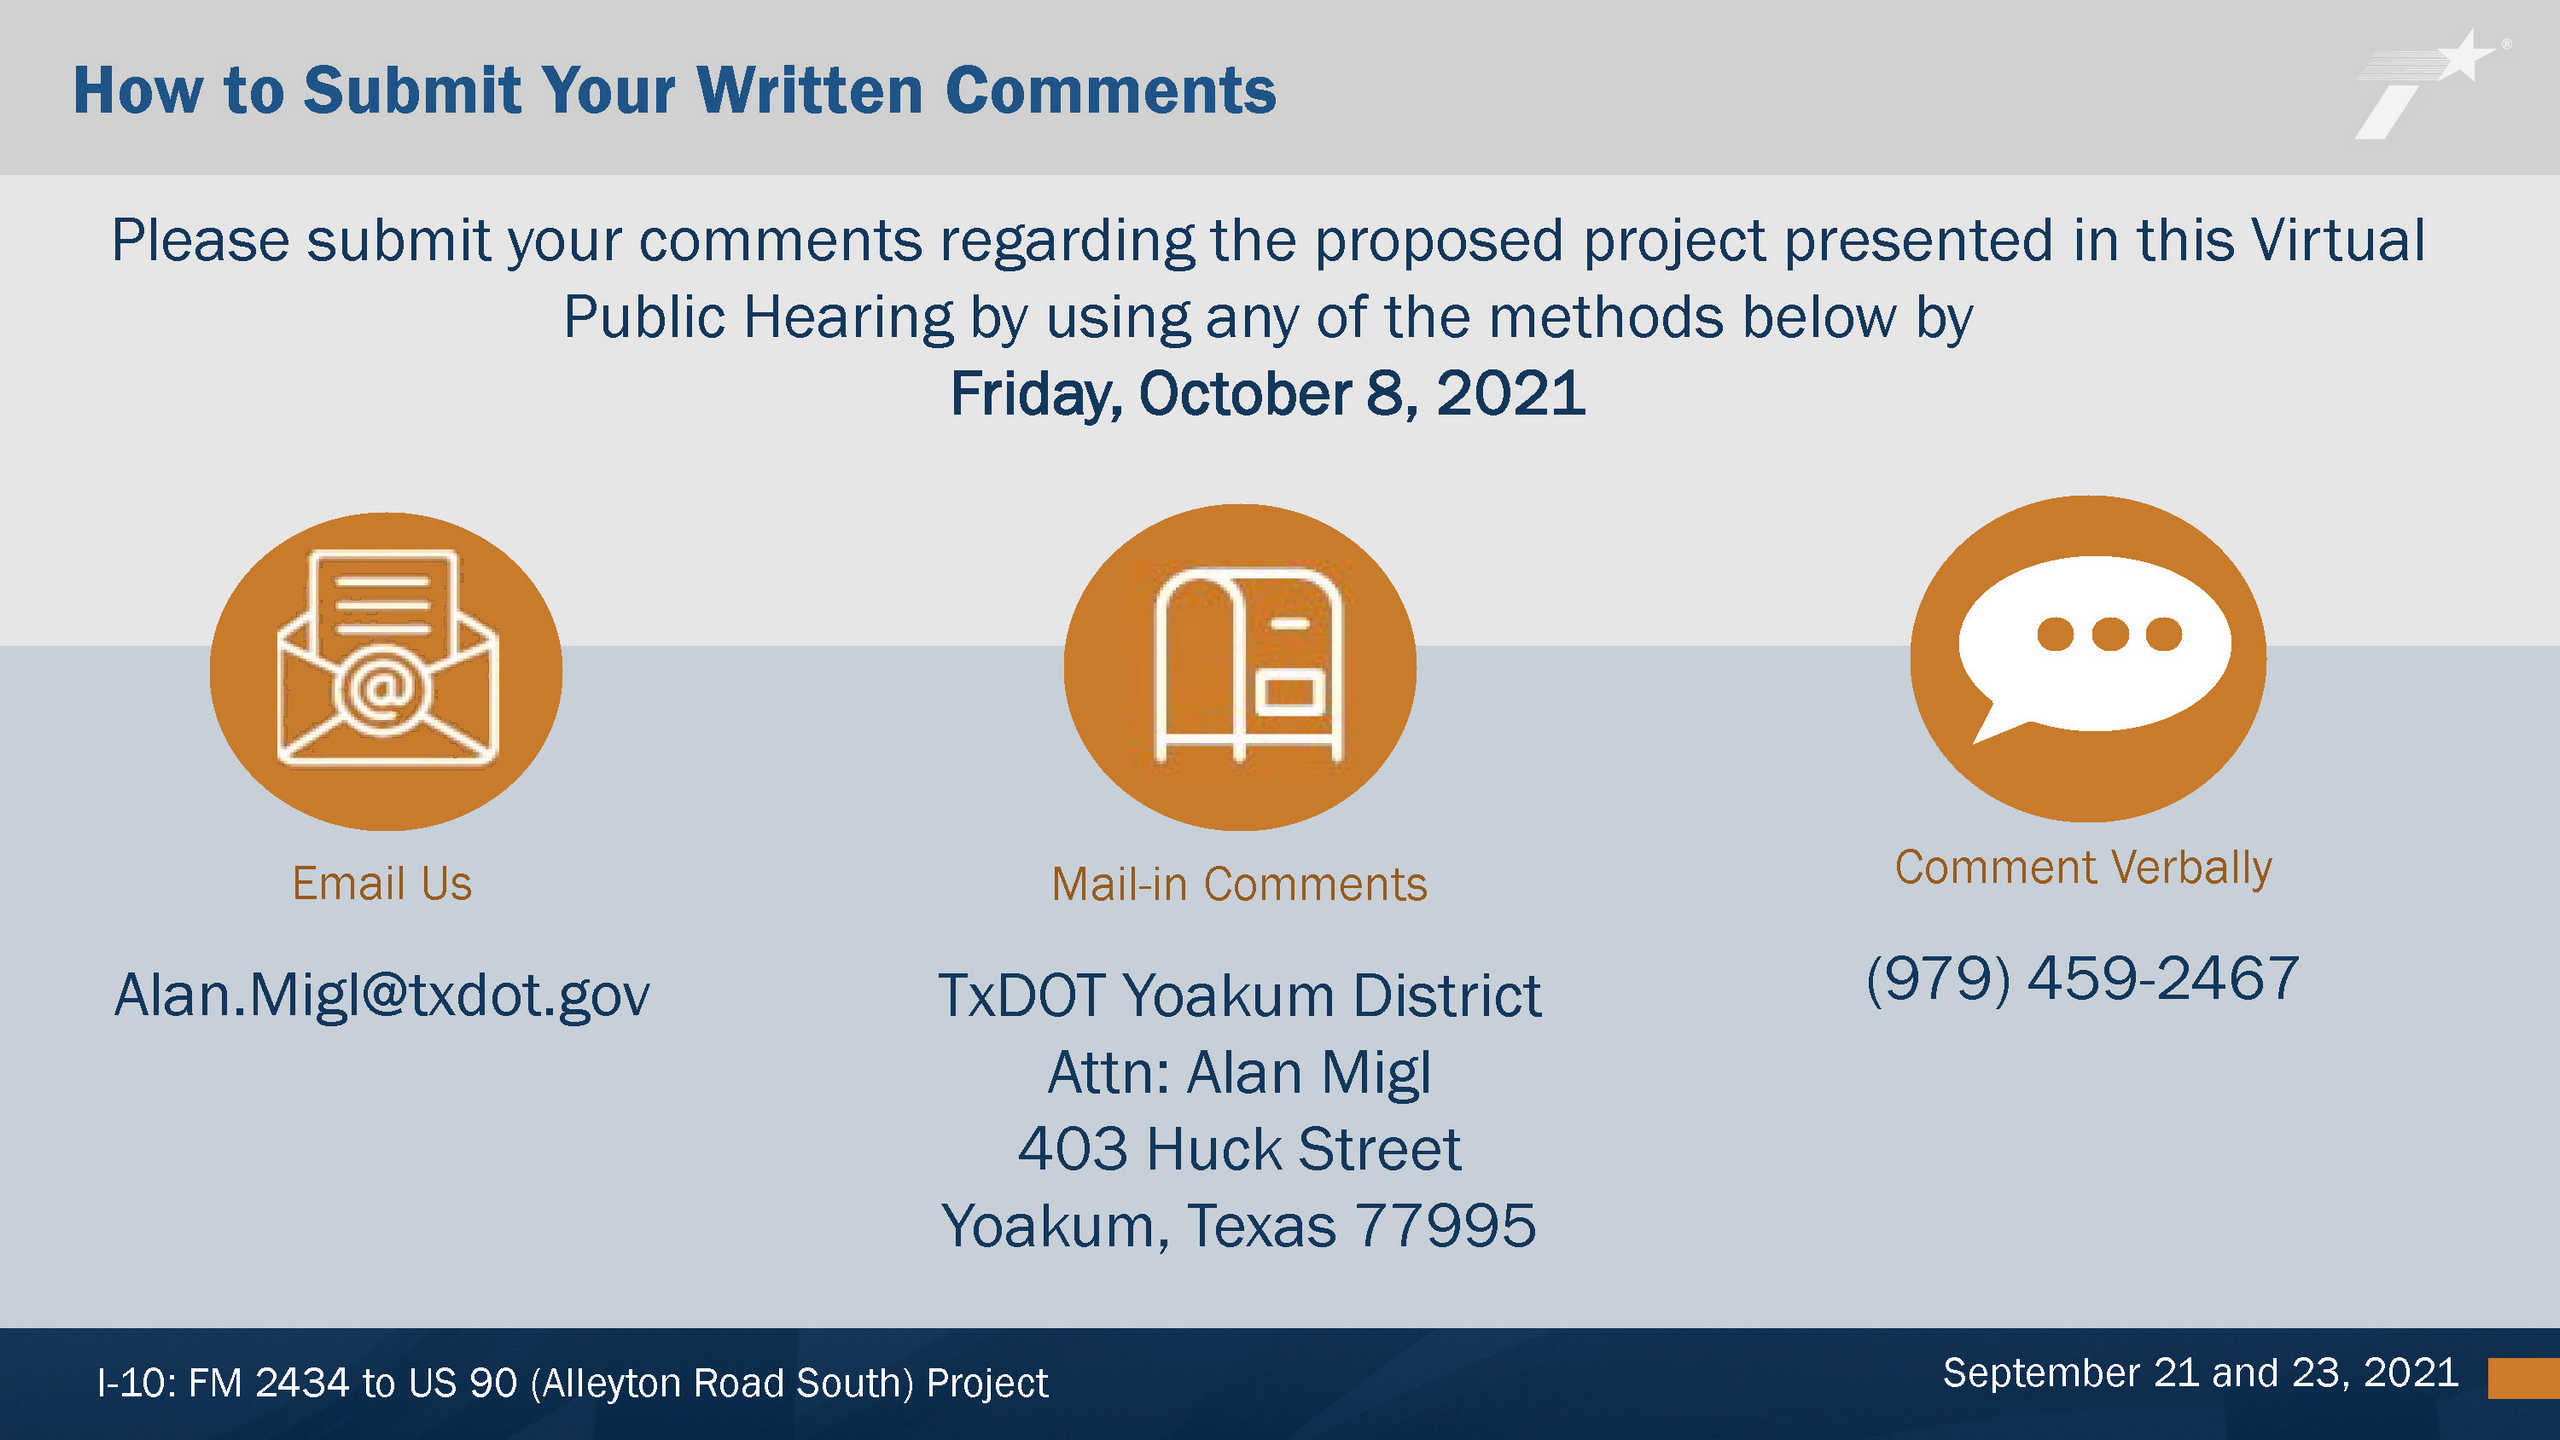 How to Submit Your Written Comments
®
Please submit your comments regarding the proposed project presented in this Virtual
Public Hearing by using any of the methods below by
Friday, October 8, 2021
@
Email Us
Alan.Migl@txdot.gov
Mail-in Comments
TxDOT Yoakum District
Attn: Alan Migl
403 Huck Street
Yoakum, Texas 77995
Comment Verbally
(979) 459-2467
I-10: FM 2434 to US 90 (Alleyton Road South) Project
September 21 and 23, 2021